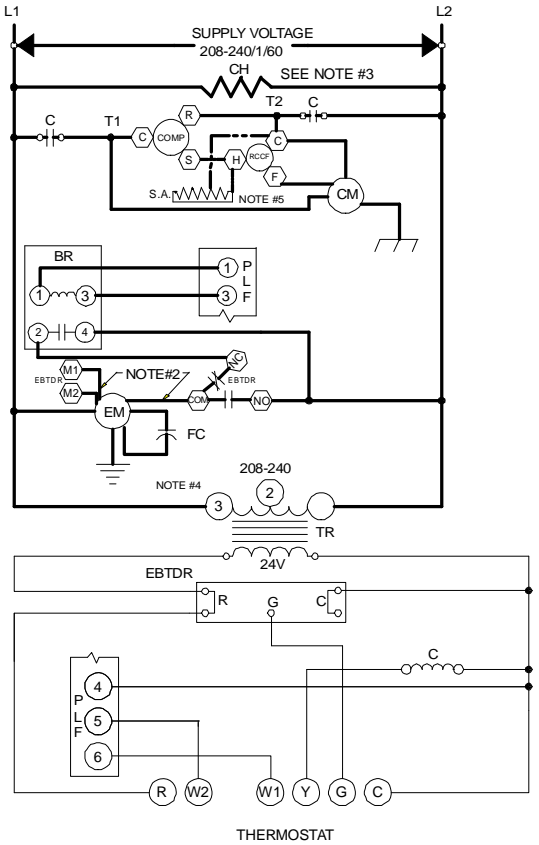 L1 L2
SUPPLY VOLTAGE
208-240/1/60
CH SEE NOTE #3
C T1 T2 C
R
C COMP C
S H RCCF
F
S.A. NOTE #5 CM
BR
1 P
1 3 L
3 F
2 4
NC
M1 NOTE#2
EBTDR EBTDR
M2
EM COM NO
FC
208-240
NOTE #4
3 2
TR
24V
EBTDR
R G C
C
4
P
L 5
F
6
R W2 W1 Y G C
THERMOSTAT